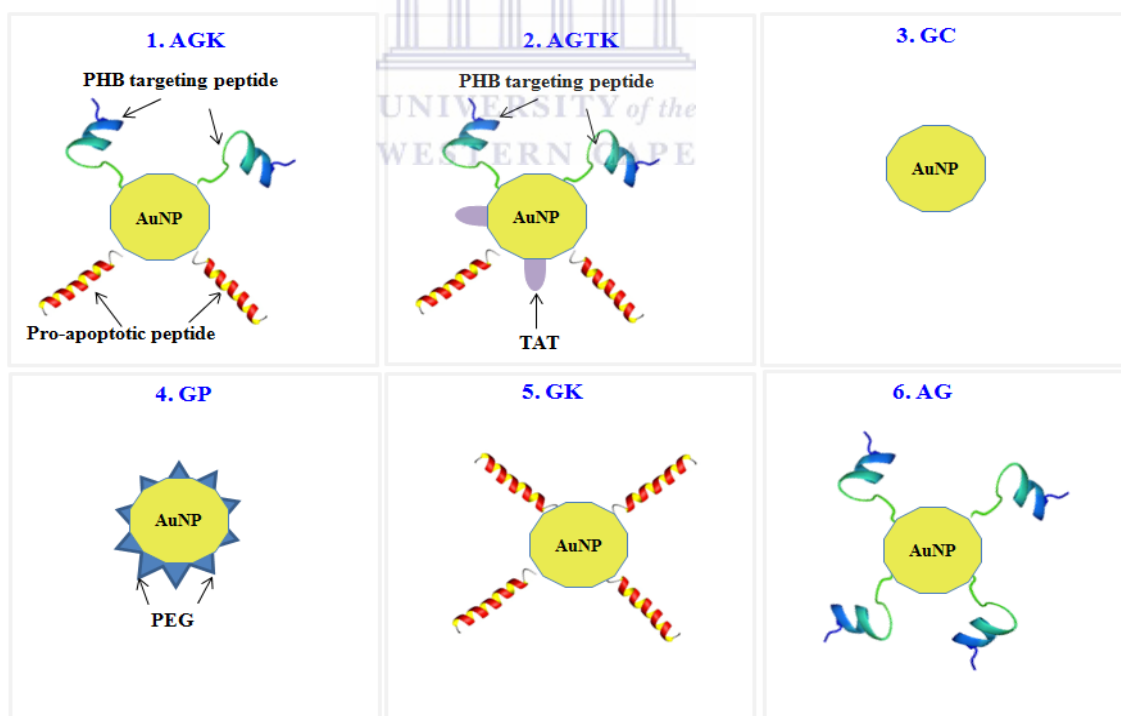 1. AGK
PHB targeting peptide
AuNP
Pro-apoptotic peptide
2. AGTK
PHB targeting peptide
AuNP
TAT
UNIVERSITY of the
WESTERN CAPE
3. GC
AuNP
4. GP
AuNP
PEG
5. GK
AuNP
6. AG
AuNP